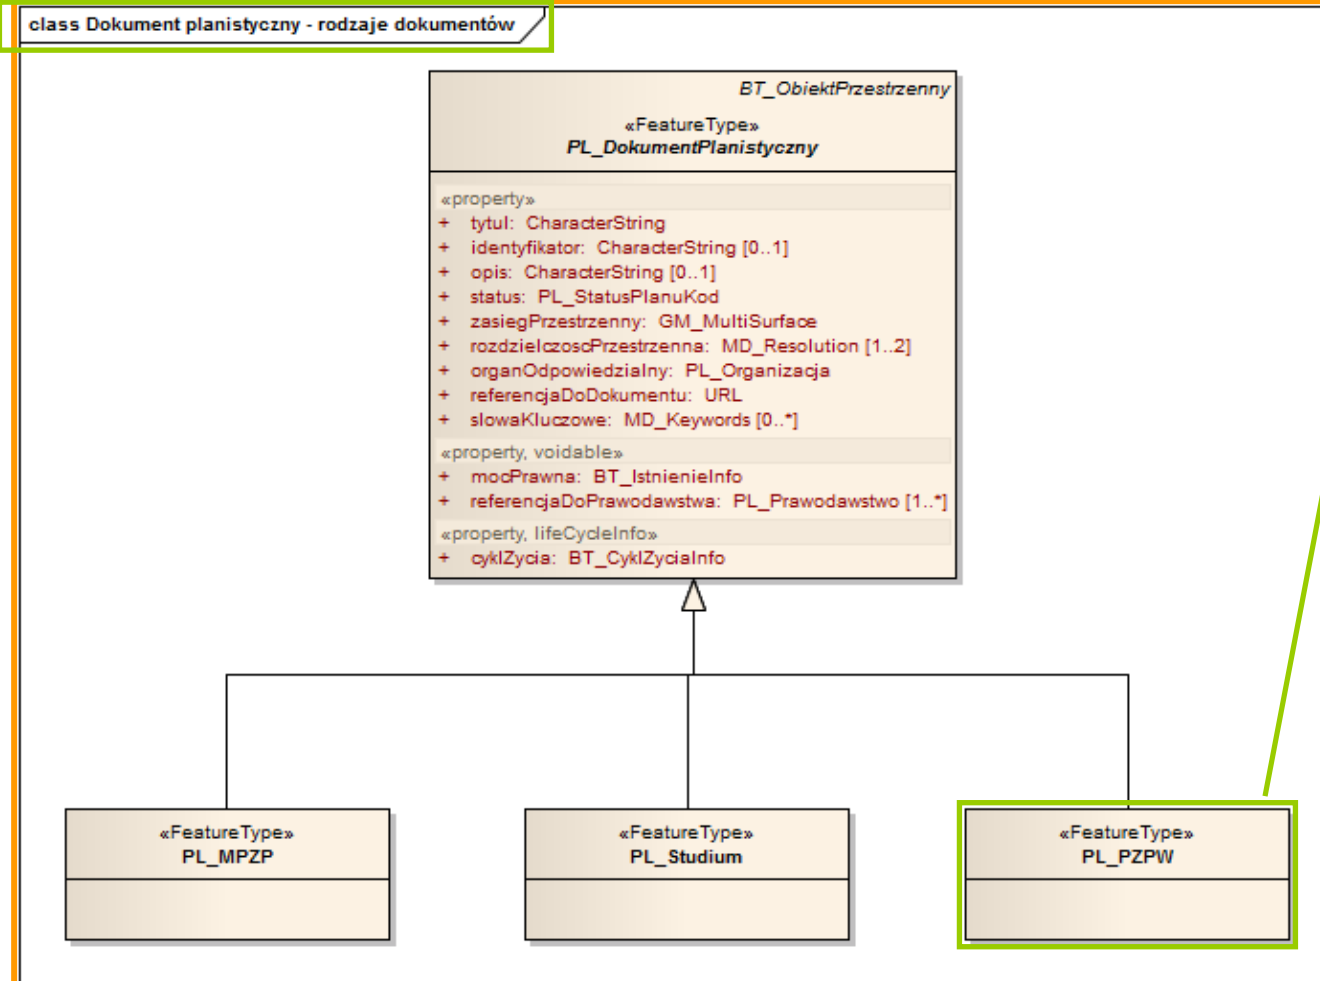 class Dokument planistyczny - rodzaje dokumentów
BT_ObiektPrzestrzenny
«FeatureType»
PL_DokumentPlanistyczny
«property»
+ tytul: CharacterString
+ identyfikator: CharacterString [0..1]
+ opis: CharacterString [0..1]
+ status: PL_StatusPlanuKod
+ zasiegPrzestrzenny: GM_MultiSurface
+ rozdzielczoscPrzestrzenna: MD_Resolution [1..2]
+ organOdpowiedzialny: PL_Organizacja
+ referencjaDoDokumentu: URL
+ slowaKluczowe: MD_Keywords [0..*]
«property, voidable»
+ mocPrawna: BT_IstnienieInfo
+ referencjaDoPrawodawstwa: PL_Prawodawstwo [1..*]
«property, lifeCycleInfo»
+ cyklZycia: BT_CyklZyciaInfo
«FeatureType»
PL_MPZP
«FeatureType»
PL_Studium
«FeatureType»
PL_PZPW